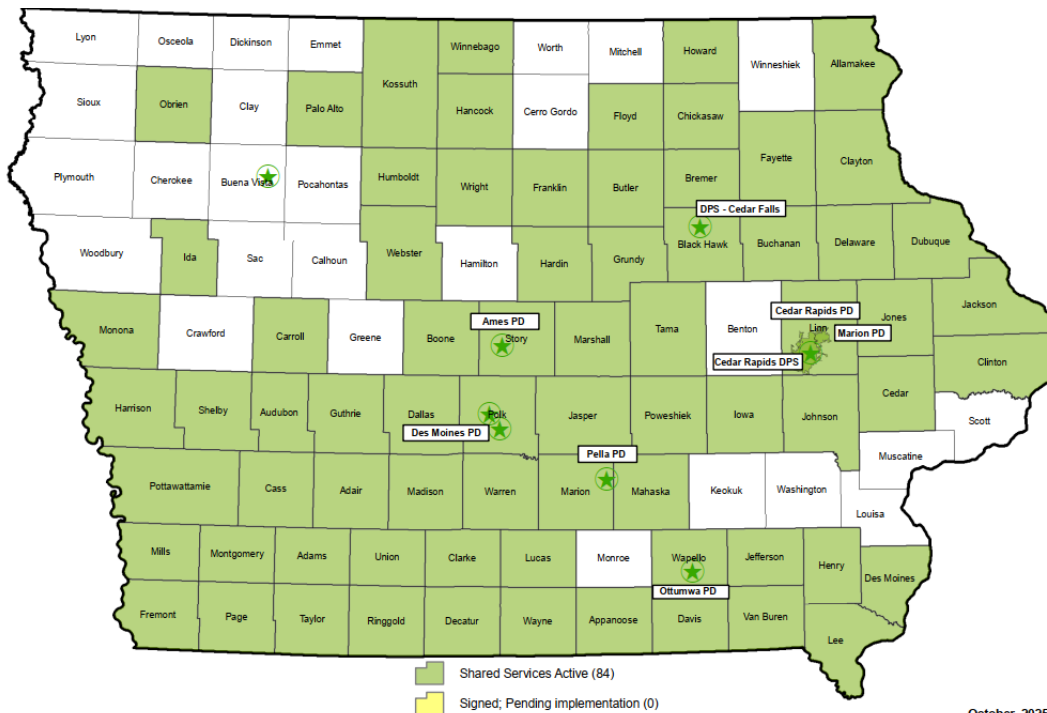 Lyon
Osceola
Dickinson
Emmet
Kossuth
Winnebago
Worth
Mitchell
Howard
Winneshiek
Allamakee
Sioux
Obrien
Clay
Palo Alto
Hancock
Cerro Gordo
Floyd
Chickasaw
Fayette
Clayton
Plymouth
Cherokee
Buena Vista
Pocahontas
Humboldt
Wright
Franklin
Butler
Bremer
DPS - Cedar Falls
Woodbury
Ida
Sac
Calhoun
Webster
Hamilton
Hardin
Grundy
Black Hawk
Buchanan
Delaware
Dubuque
Monona
Crawford
Carroll
Greene
Boone
Ames PD
Story
Marshall
Tama
Benton
Cedar Rapids PD
Linn
Marion PD
Cedar Rapids DPS
Jones
Jackson
Clinton
Harrison
Shelby
Audubon
Guthrie
Dallas
Polk
Des Moines PD
Jasper
Poweshiek
Iowa
Johnson
Cedar
Scott
Muscatine
Pottawattamie
Cass
Adair
Madison
Warren
Pella PD
Marion
Mahaska
Keokuk
Washington
Louisa
Mills
Montgomery
Adams
Union
Clarke
Lucas
Monroe
Wapello
Ottumwa PD
Jefferson
Henry
Des Moines
Fremont
Page
Taylor
Ringgold
Decatur
Wayne
Appanoose
Davis
Van Buren
Lee
Shared Services Active (84)
Signed; Pending implementation (0)
October, 2025